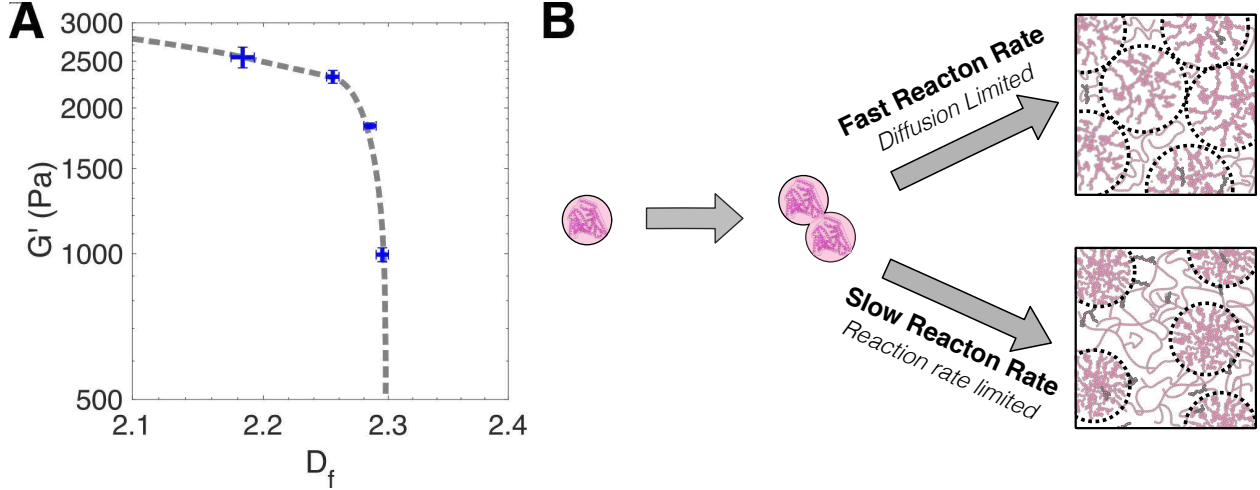 A
3000
2500
2000
1500
1000
500
G' (Pa)
2.1 2.2 2.3 2.4
D_f
B
Fast Reacton Rate
Diffusion Limited
Slow Reacton Rate
Reaction rate limited